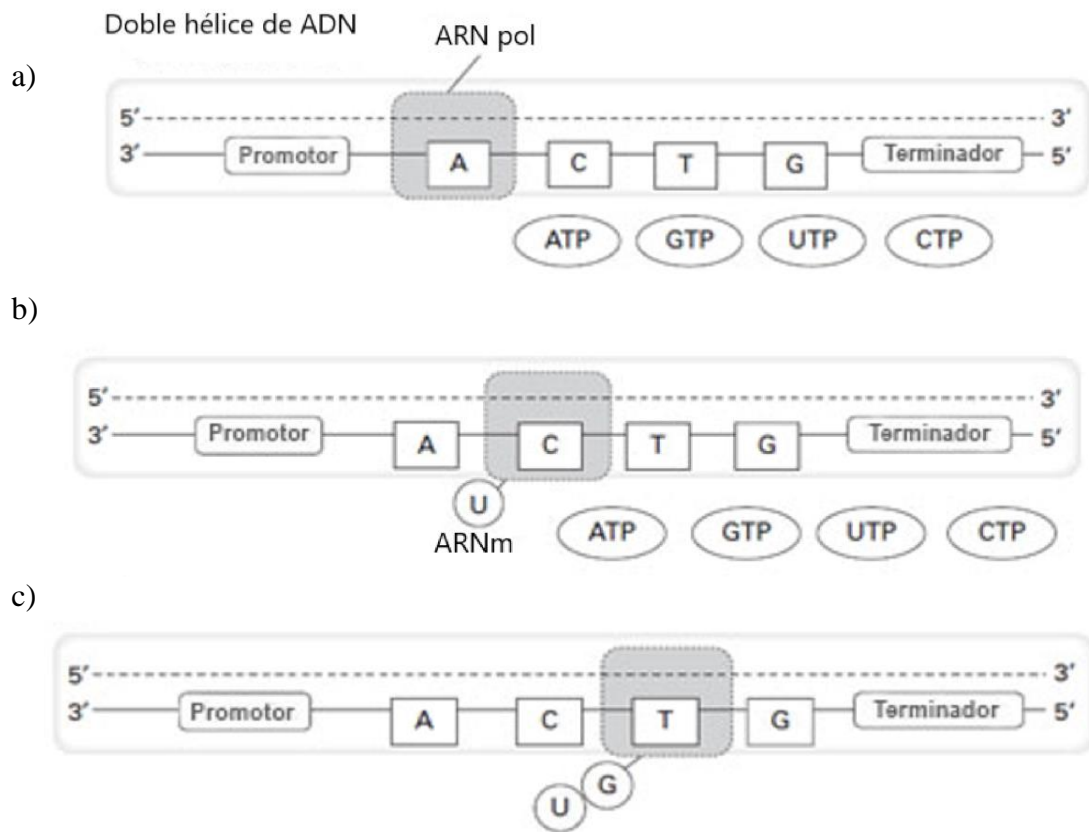 Doble hélice de ADN
ARN pol
a)
5′ 3′
3′ Promotor A C T G Terminador 5′
ATP GTP UTP CTP
b)
5′ 3′
3′ Promotor A C T G Terminador 5′
U
ARNm ATP GTP UTP CTP
c)
5′ 3′
3′ Promotor A C T G Terminador 5′
U G